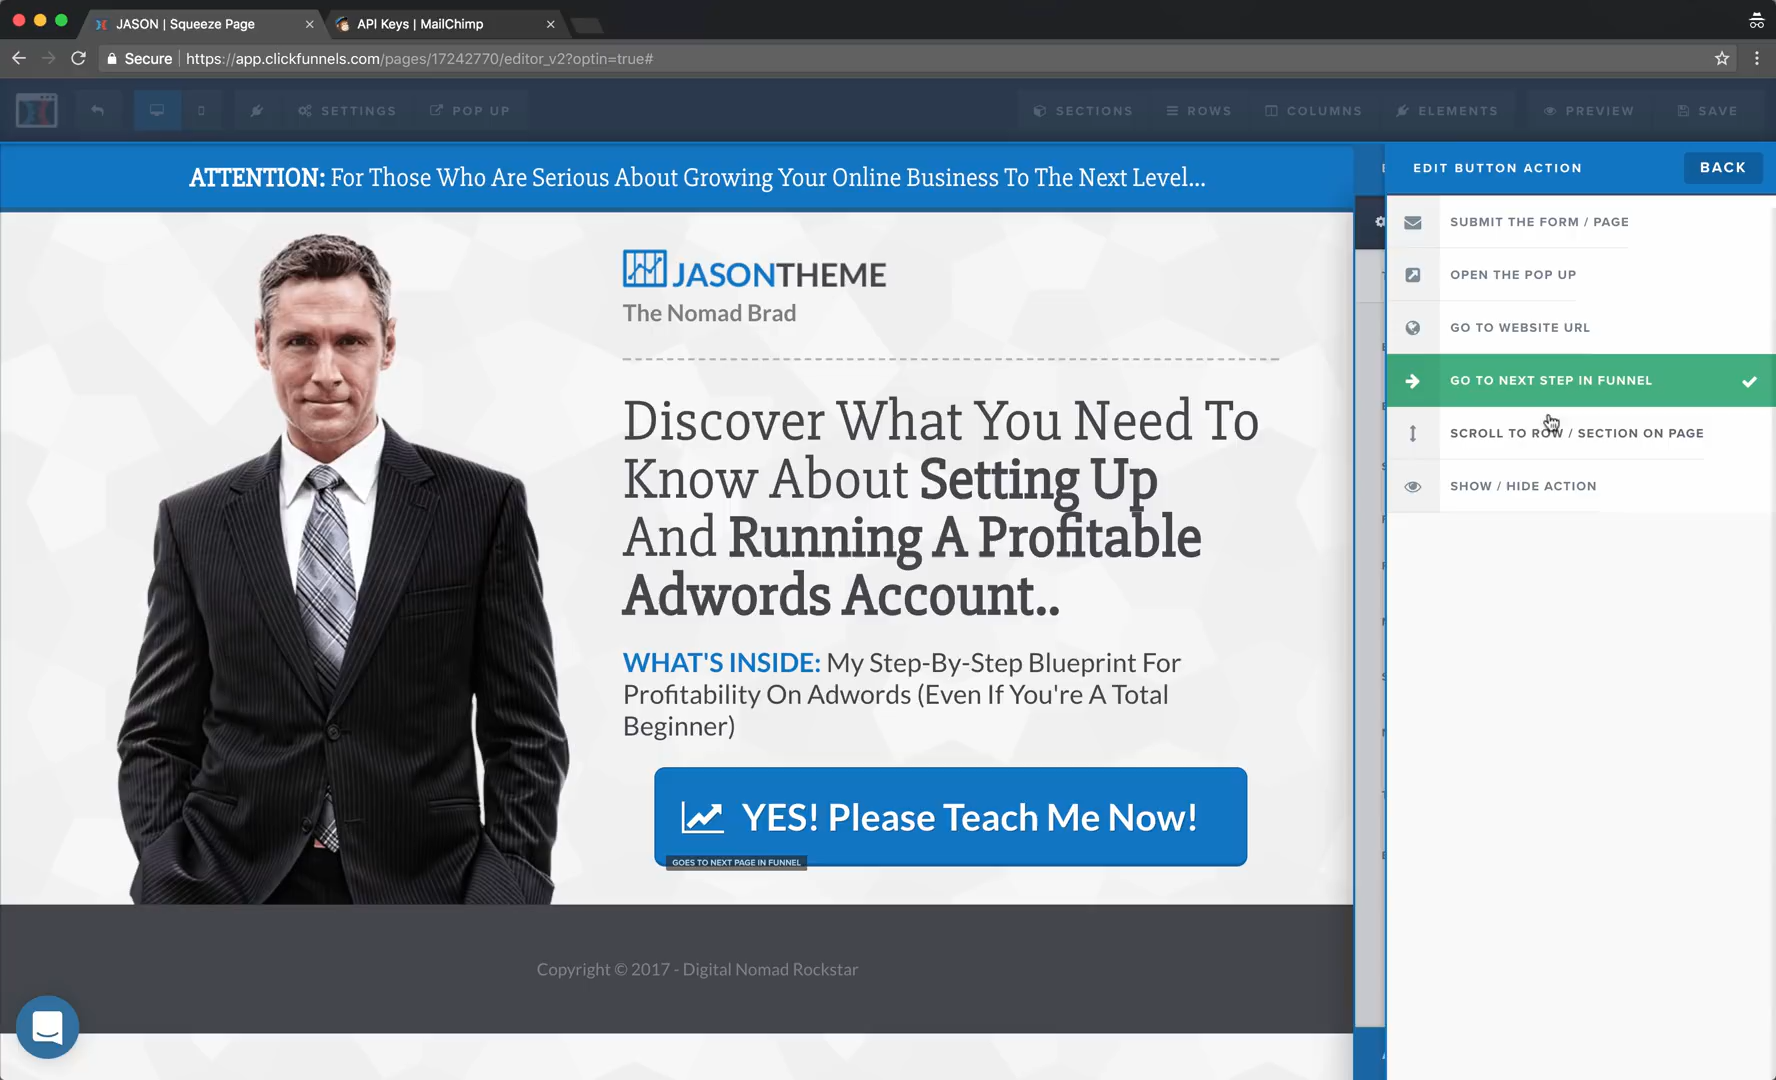 JASON | Squeeze Page
API Keys | MailChimp
Secure
https://app.clickfunnels.com/pages/17242770/editor_v2?optin=true#
SETTINGS
POP UP
SECTIONS
ROWS
COLUMNS
ELEMENTS
PREVIEW
SAVE
ATTENTION: For Those Who Are Serious About Growing Your Online Business To The Next Level...
JASONTHEME
The Nomad Brad
Discover What You Need To
Know About Setting Up
And Running A Profitable
Adwords Account..
WHAT'S INSIDE: My Step-By-Step Blueprint For
Profitability On Adwords (Even If You're A Total
Beginner)
YES! Please Teach Me Now!
GOES TO NEXT PAGE IN FUNNEL
Copyright © 2017 - Digital Nomad Rockstar
EDIT BUTTON ACTION
BACK
SUBMIT THE FORM / PAGE
OPEN THE POP UP
GO TO WEBSITE URL
GO TO NEXT STEP IN FUNNEL
SCROLL TO ROW / SECTION ON PAGE
SHOW / HIDE ACTION